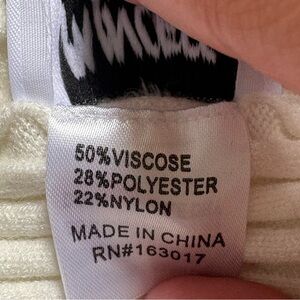 50%VISCOSE
28%POLYESTER
22%NYLON
MADE IN CHINA
RN#163017